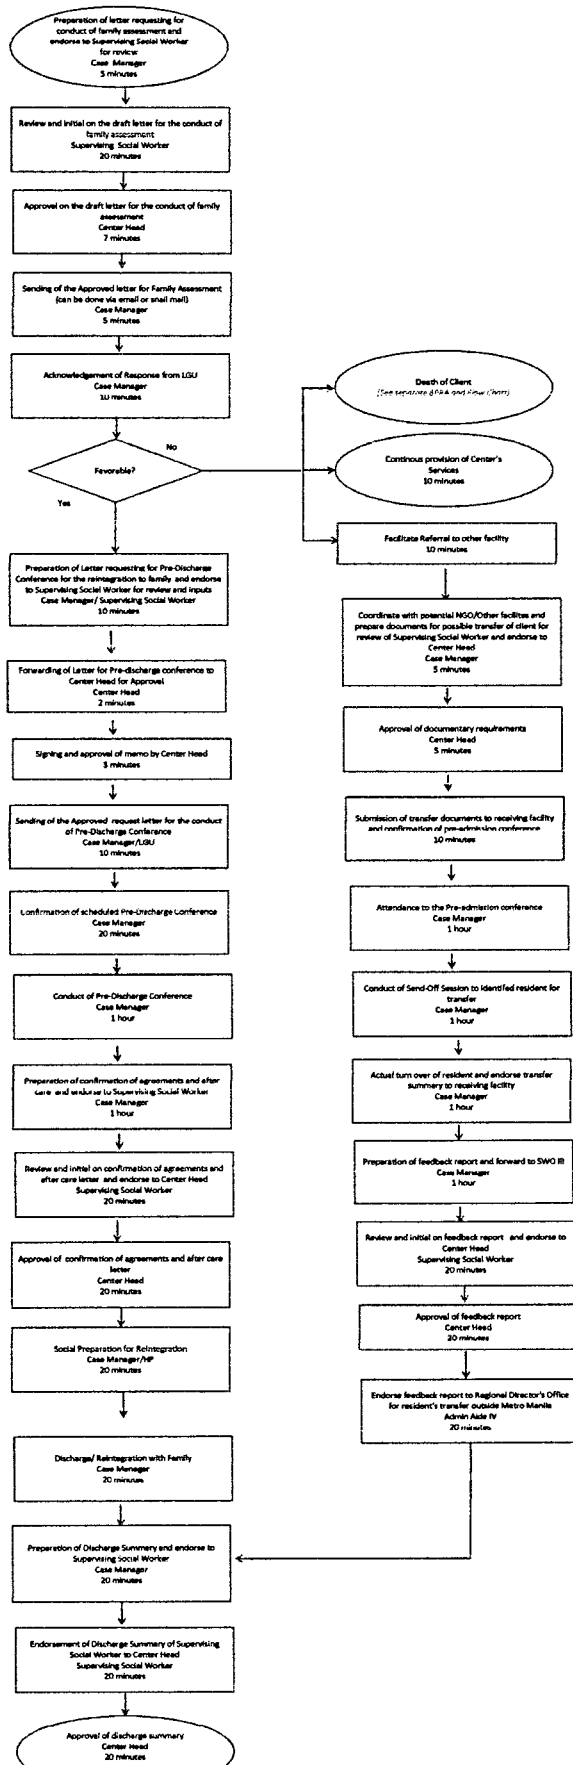 Preparation of letter requesting for
conduct of family assessment and
endorse to Supervising Social Worker
for review
Case Manager
5 minutes
Review and initial on the draft letter for the conduct of
family assessment
Supervising Social Worker
20 minutes
Approval on the draft letter for the conduct of family
assessment
Center Head
7 minutes
Sending of the Approved letter for Family Assessment
(can be done via email or snail mail)
Case Manager
5 minutes
Acknowledgement of Response from LGU
Case Manager
10 minutes
Favorable?
No
Yes
Death of Client
(See separate and Flow Chart)
Continous provision of Center's
Services
10 minutes
Facilitate Referral to other facility
10 minutes
Preparation of Letter requesting for Pre-Discharge
Conference for the reintegration to family and endorse
to Supervising Social Worker for review and inputs
Case Manager/ Supervising Social Worker
10 minutes
Forwarding of Letter for Pre-discharge conference to
Center Head for Approval
Center Head
2 minutes
Signing and approval of memo by Center Head
3 minutes
Sending of the Approved request letter for the conduct
of Pre-Discharge Conference
Case Manager/LGU
10 minutes
Confirmation of scheduled Pre-Discharge Conference
Case Manager
20 minutes
Conduct of Pre-Discharge Conference
Case Manager
1 hour
Preparation of confirmation of agreements and after
care and endorse to Supervising Social Worker
Case Manager
1 hour
Review and initial on confirmation of agreements and
after care letter and endorse to Center Head
Supervising Social Worker
20 minutes
Approval of confirmation of agreements and after care
letter
Center Head
20 minutes
Social Preparation for Reintegration
Case Manager/HP
20 minutes
Discharge/ Reintegration with Family
Case Manager
20 minutes
Preparation of Discharge Summary and endorse to
Supervising Social Worker
Case Manager
20 minutes
Endorsement of Discharge Summary of Supervising
Social Worker to Center Head
Supervising Social Worker
20 minutes
Approval of discharge summary
Center Head
20 minutes
Coordinate with potential NGO/Other facilites and
prepare documents for possible transfer of client for
review of Supervising Social Worker and endorse to
Center Head
Case Manager
5 minutes
Approval of documentary requirements
Center Head
5 minutes
Submission of transfer documents to receiving facility
and confirmation of pre-admission conference
10 minutes
Attendance to the Pre-admission conference
Case Manager
1 hour
Conduct of Send-Off Session to identifed resident for
transfer
Case Manager
1 hour
Actual turn over of resident and endorse transfer
summary to receiving facility
Case Manager
1 hour
Preparation of feedback report and forward to SWO III
Case Manager
1 hour
Review and initial on feedback report and endorse to
Center Head
Supervising Social Worker
20 minutes
Approval of feedback report
Center Head
20 minutes
Endorse feedback report to Regional Director's Office
for resident's transfer outside Metro Manila
Admin Aide IV
20 minutes